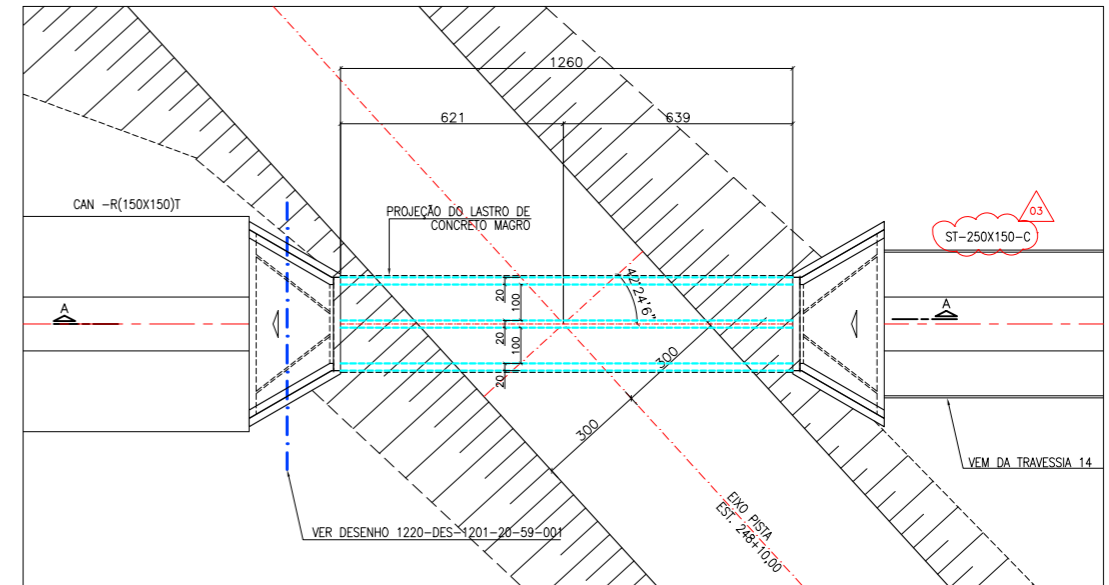 1260
621
639
CAN -R(150X150)T
PROJEÇÃO DO LASTRO DE
CONCRETO MAGRO
03
ST-250X150-C
A
A
20
100
20
100
20
42°24'6"
300
300
VEM DA TRAVESSIA 14
EIXO PISTA
EST. 248+10,00
VER DESENHO 1220-DES-1201-20-59-001